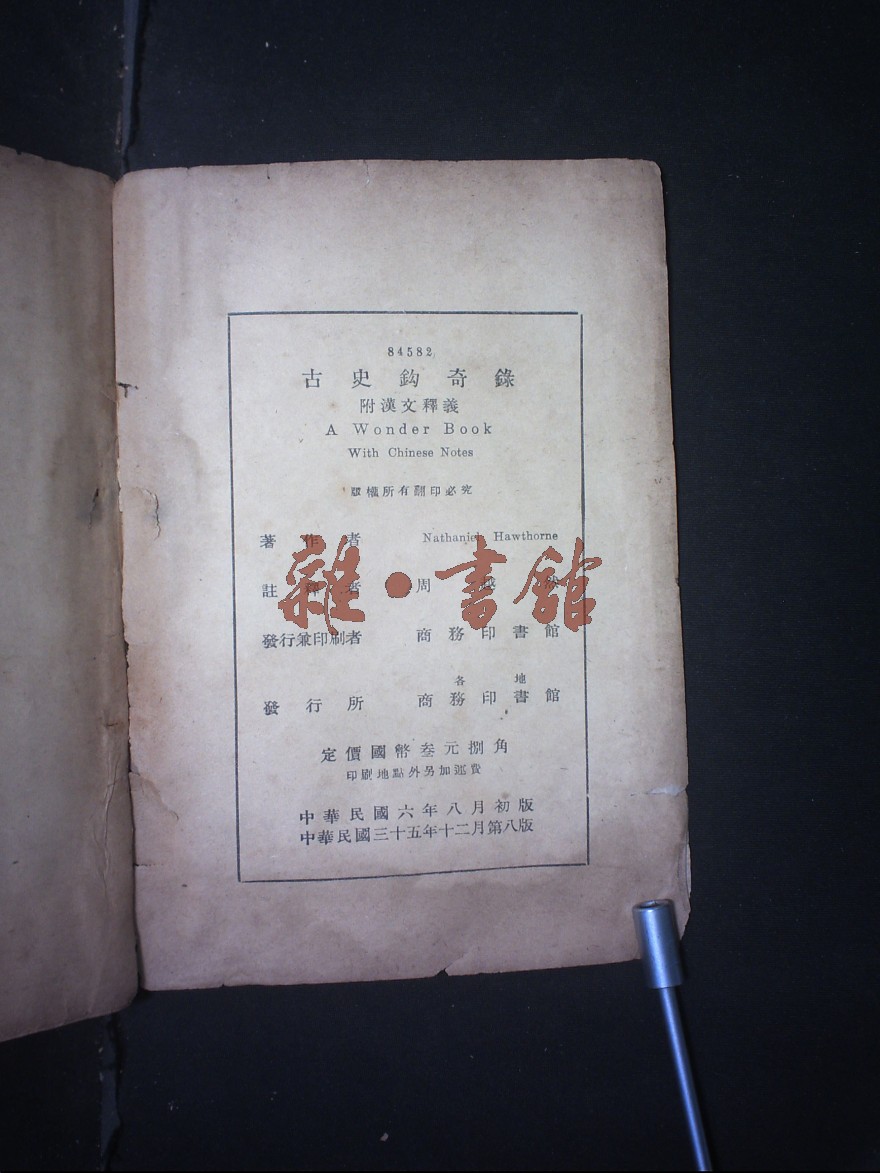 84582
古史鈎奇錄
附漢文釋義
A Wonder Book
With Chinese Notes
版權所有翻印必究
著作者 Nathaniel Hawthorne
註釋者 周越然
雜·書館
發行兼印刷者 商務印書館
各地
發行所 商務印書館
定價國幣叁元捌角
印刷地點外另加運費
中華民國六年八月初版
中華民國三十五年十二月第八版